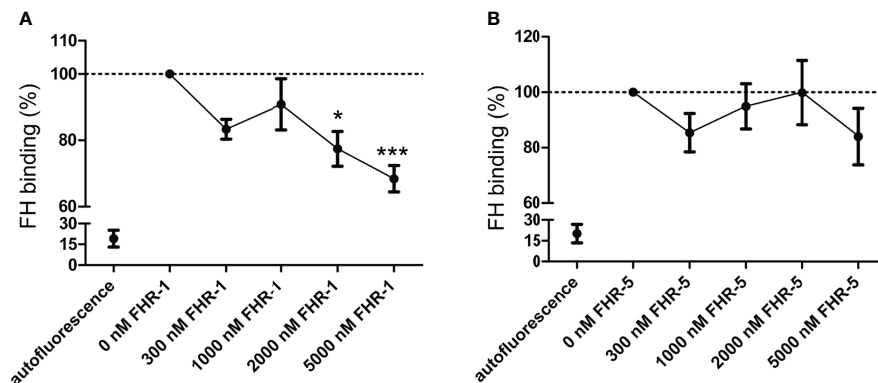 A
FH binding (%)
110
100
80
60
30
15
0
*
***
autofluorescence
0 nM FHR-1
300 nM FHR-1
1000 nM FHR-1
2000 nM FHR-1
5000 nM FHR-1
B
FH binding (%)
120
100
80
60
30
15
0
autofluorescence
0 nM FHR-5
300 nM FHR-5
1000 nM FHR-5
2000 nM FHR-5
5000 nM FHR-5